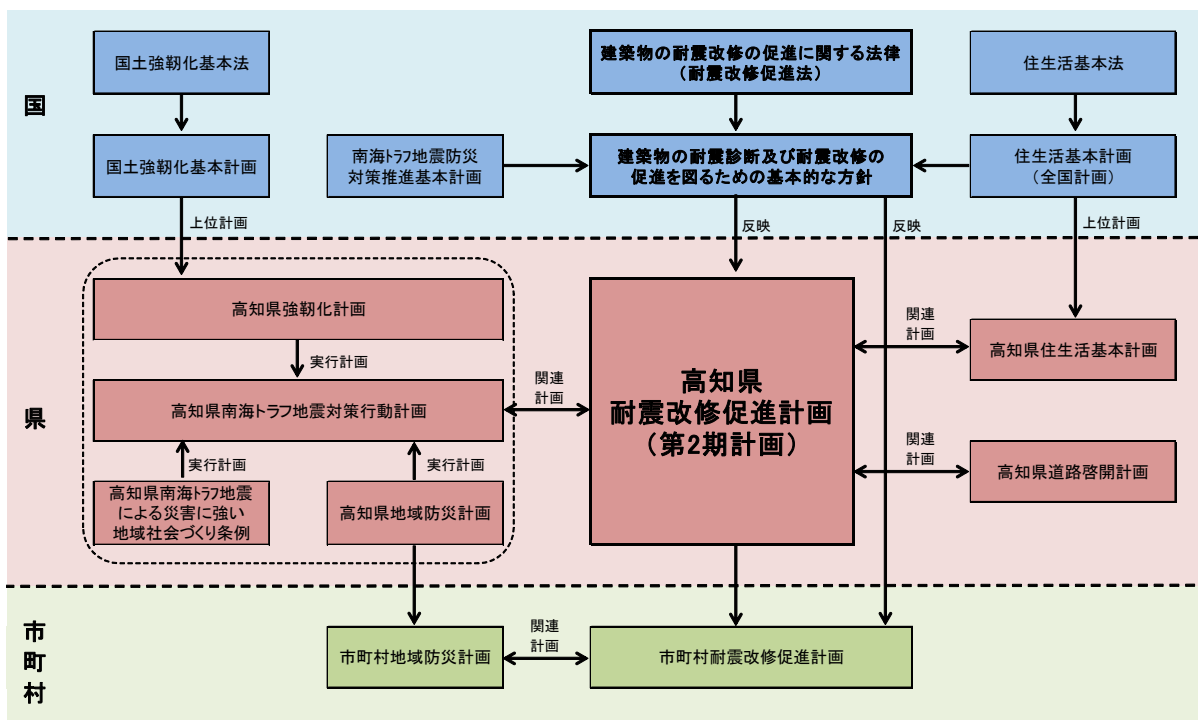 国
国土強靱化基本法
建築物の耐震改修の促進に関する法律
(耐震改修促進法)
住生活基本法
国土強靱化基本計画
南海トラフ地震防災
対策推進基本計画
建築物の耐震診断及び耐震改修の
促進を図るための基本的な方針
住生活基本計画
(全国計画)
上位計画
反映
反映
上位計画
県
高知県強靱化計画
実行計画
高知県南海トラフ地震対策行動計画
実行計画
実行計画
高知県南海トラフ地震
による災害に強い
地域社会づくり条例
高知県地域防災計画
関連
計画
高知県
耐震改修促進計画
(第2期計画)
関連
計画
高知県住生活基本計画
関連
計画
高知県道路啓開計画
市
町
村
市町村地域防災計画
関連
計画
市町村耐震改修促進計画